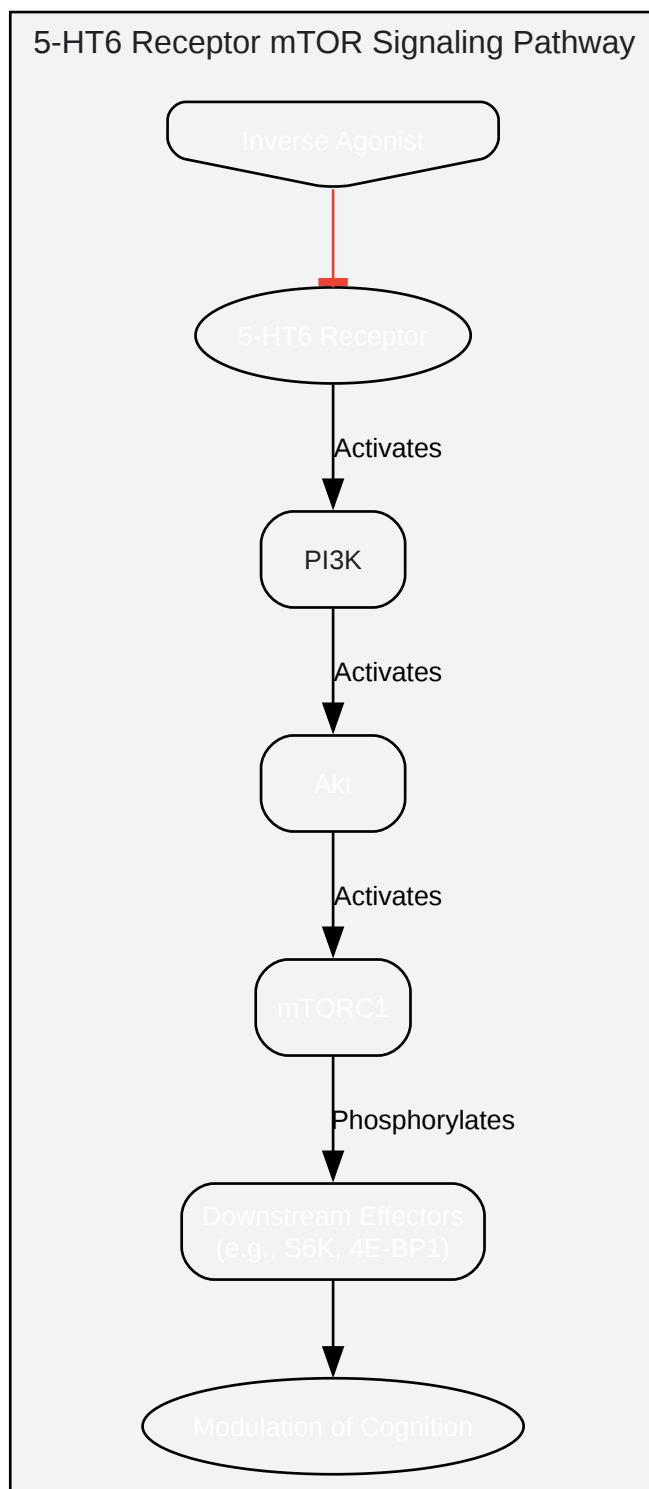 5-HT6 Receptor mTOR Signaling Pathway
Inverse Agonist
5-HT6 Receptor
Activates
PI3K
Activates
Akt
Activates
mTORC1
Phosphorylates
Downstream Effectors
(e.g., S6K, 4E-BP1)
Modulation of Cognition